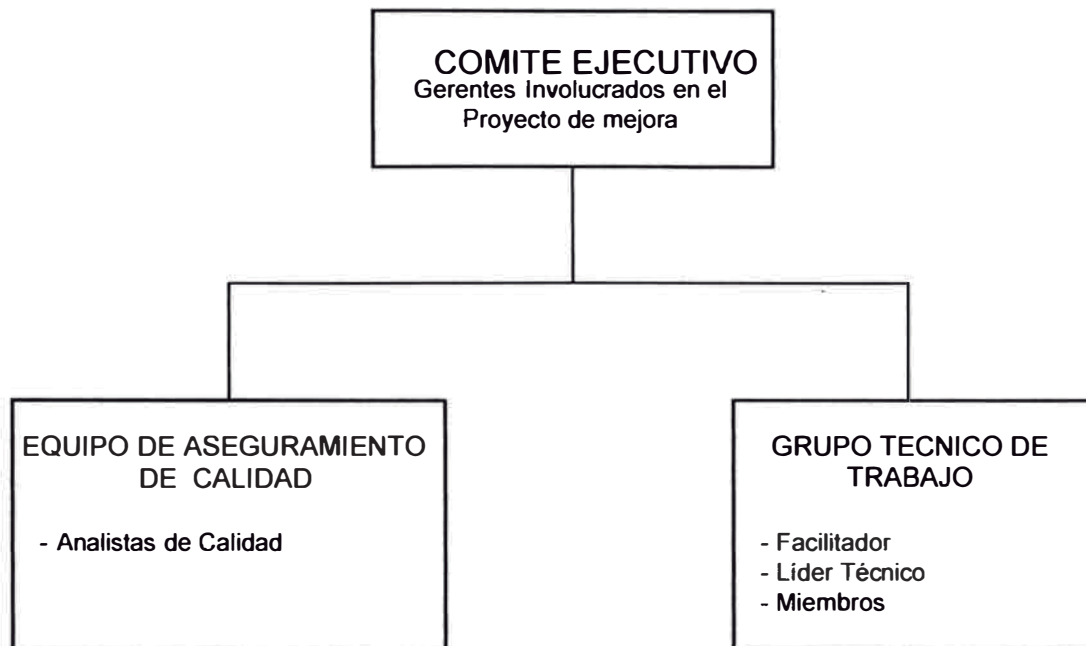 COMITE EJECUTIVO
Gerentes Involucrados en el
Proyecto de mejora
EQUIPO DE ASEGURAMIENTO
DE CALIDAD
- Analistas de Calidad
GRUPO TECNICO DE
TRABAJO
- Facilitador
- Líder Técnico
- Miembros